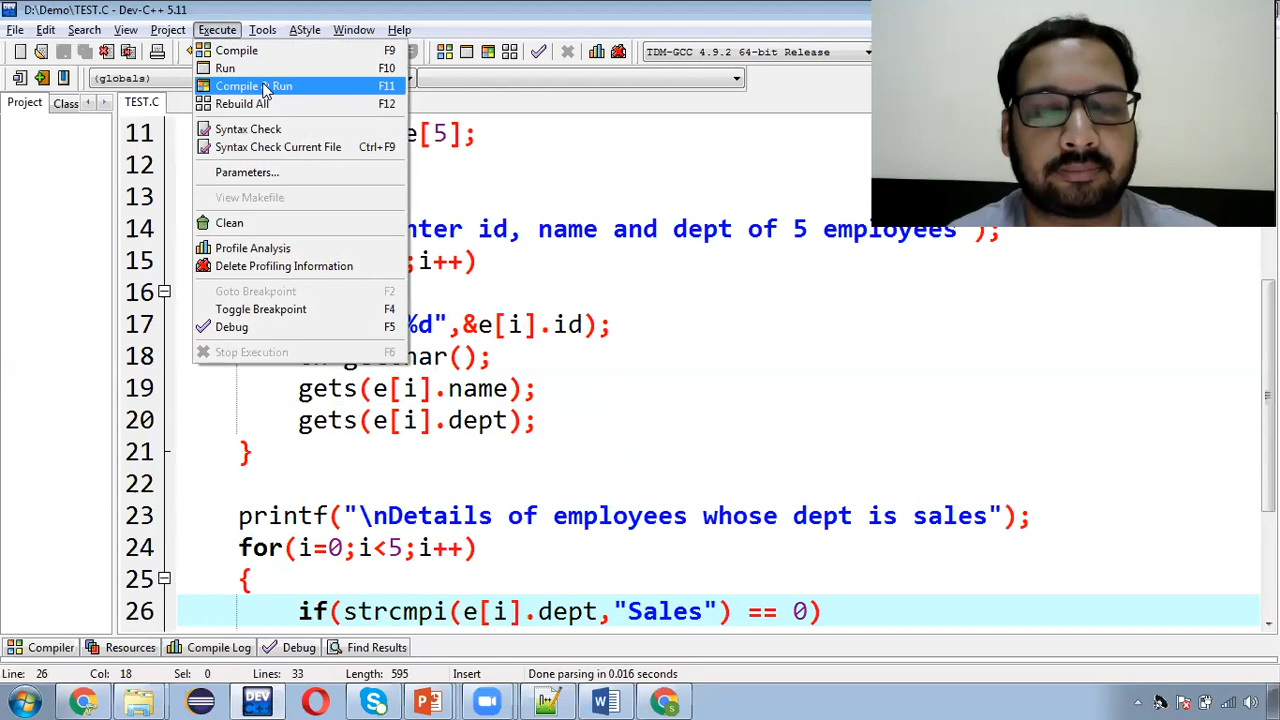 D:\Demo\TEST.C - Dev-C++ 5.11
File Edit Search View Project Execute Tools AStyle Window Help
TDM-GCC 4.9.2 64-bit Release
(globals)
Project Class TEST.C
Compile F9
Run F10
Compile & Run F11
Rebuild All F12
Syntax Check
Syntax Check Current File Ctrl+F9
Parameters...
View Makefile
Clean
Profile Analysis
Delete Profiling Information
Goto Breakpoint F2
Toggle Breakpoint F4
Debug F5
Stop Execution F6
11 e[5];
12
13
14 nter id, name and dept of 5 employees");
15 ;i++)
16
17 %d",&e[i].id);
18 har();
19 gets(e[i].name);
20 gets(e[i].dept);
21 }
22
23 printf("\nDetails of employees whose dept is sales");
24 for(i=0;i<5;i++)
25 {
26 if(strcmpi(e[i].dept,"Sales") == 0)
Compiler Resources Compile Log Debug Find Results
Line: 26 Col: 18 Sel: 0 Lines: 33 Length: 595 Insert Done parsing in 0.016 seconds
DEV